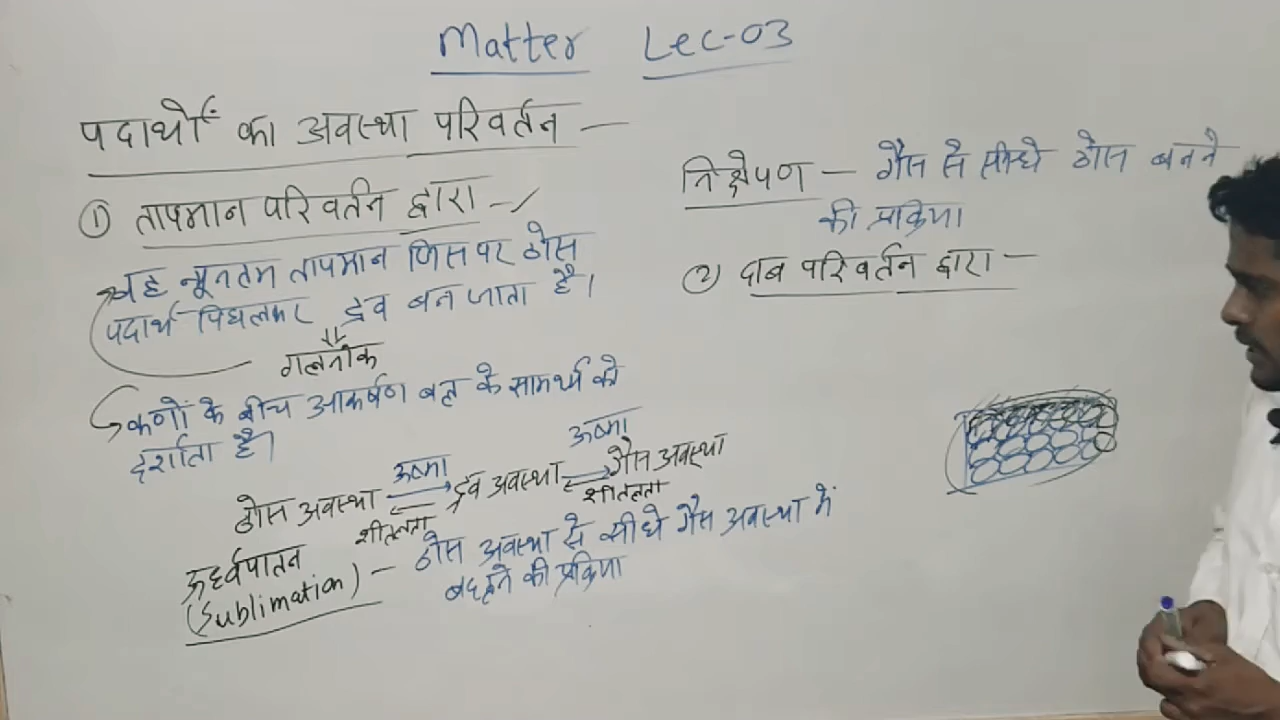 Matter Lec-03
पदार्थों का अवस्था परिवर्तन —
① तापमान परिवर्तन द्वारा -
वह न्यूनतम तापमान जिस पर ठोस
पदार्थ पिघलकर द्रव बन जाता है।
गलनांक
कणों के बीच आकर्षण बल के सामर्थ्य को
दर्शाता है।
ऊष्मा ऊष्मा
ठोस अवस्था ⇌ द्रव अवस्था ⇌ गैस अवस्था
शीतलता शीतलता
ऊर्ध्वपातन
(Sublimation) — ठोस अवस्था से सीधे गैस अवस्था में
बदलने की प्रक्रिया
निक्षेपण — गैस से सीधे ठोस बनने
की प्रक्रिया
② दाब परिवर्तन द्वारा —